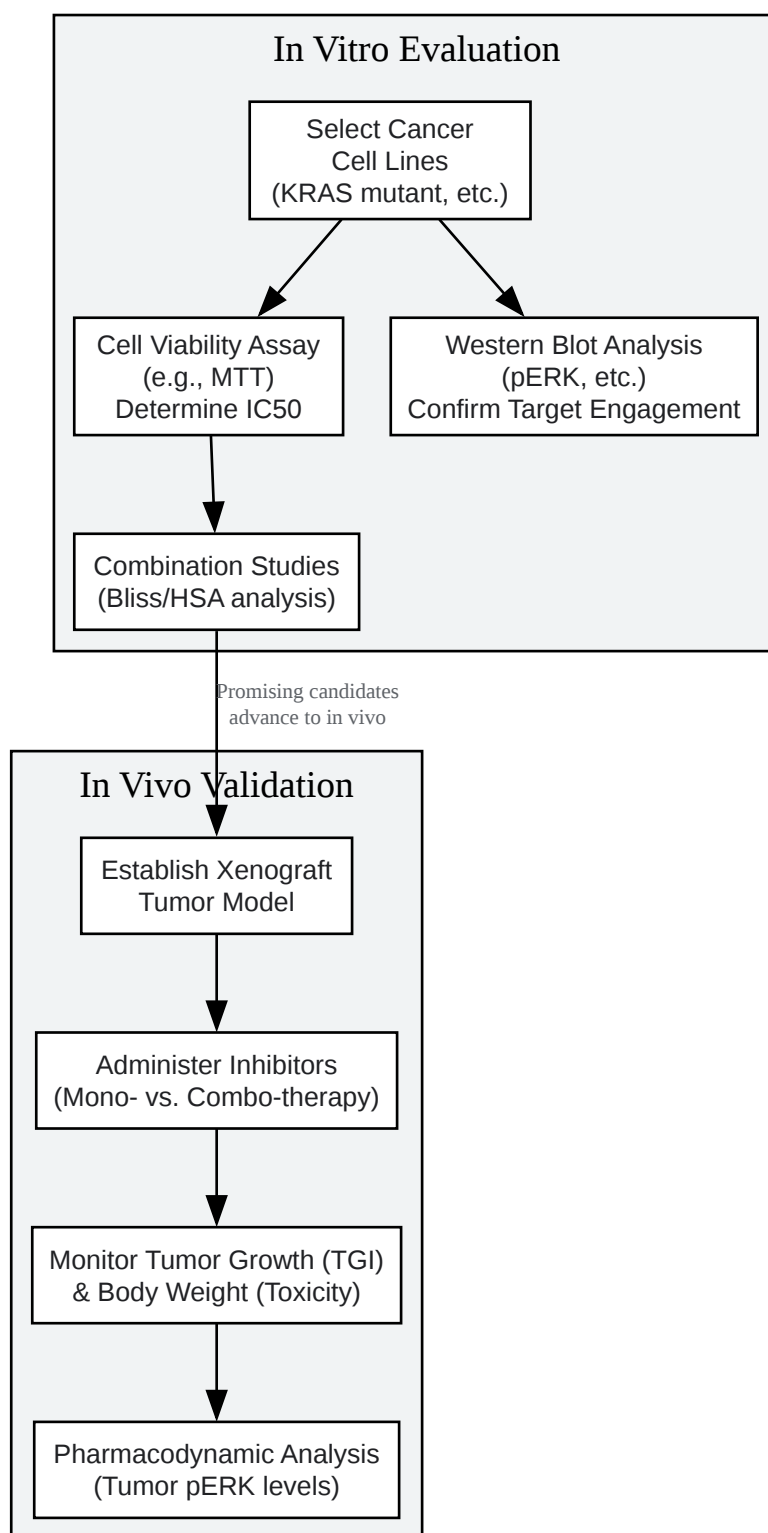 In Vitro Evaluation
Select Cancer
Cell Lines
(KRAS mutant, etc.)
Cell Viability Assay
(e.g., MTT)
Determine IC50
Western Blot Analysis
(pERK, etc.)
Confirm Target Engagement
Combination Studies
(Bliss/HSA analysis)
Promising candidates
advance to in vivo
In Vivo Validation
Establish Xenograft
Tumor Model
Administer Inhibitors
(Mono- vs. Combo-therapy)
Monitor Tumor Growth (TGI)
& Body Weight (Toxicity)
Pharmacodynamic Analysis
(Tumor pERK levels)